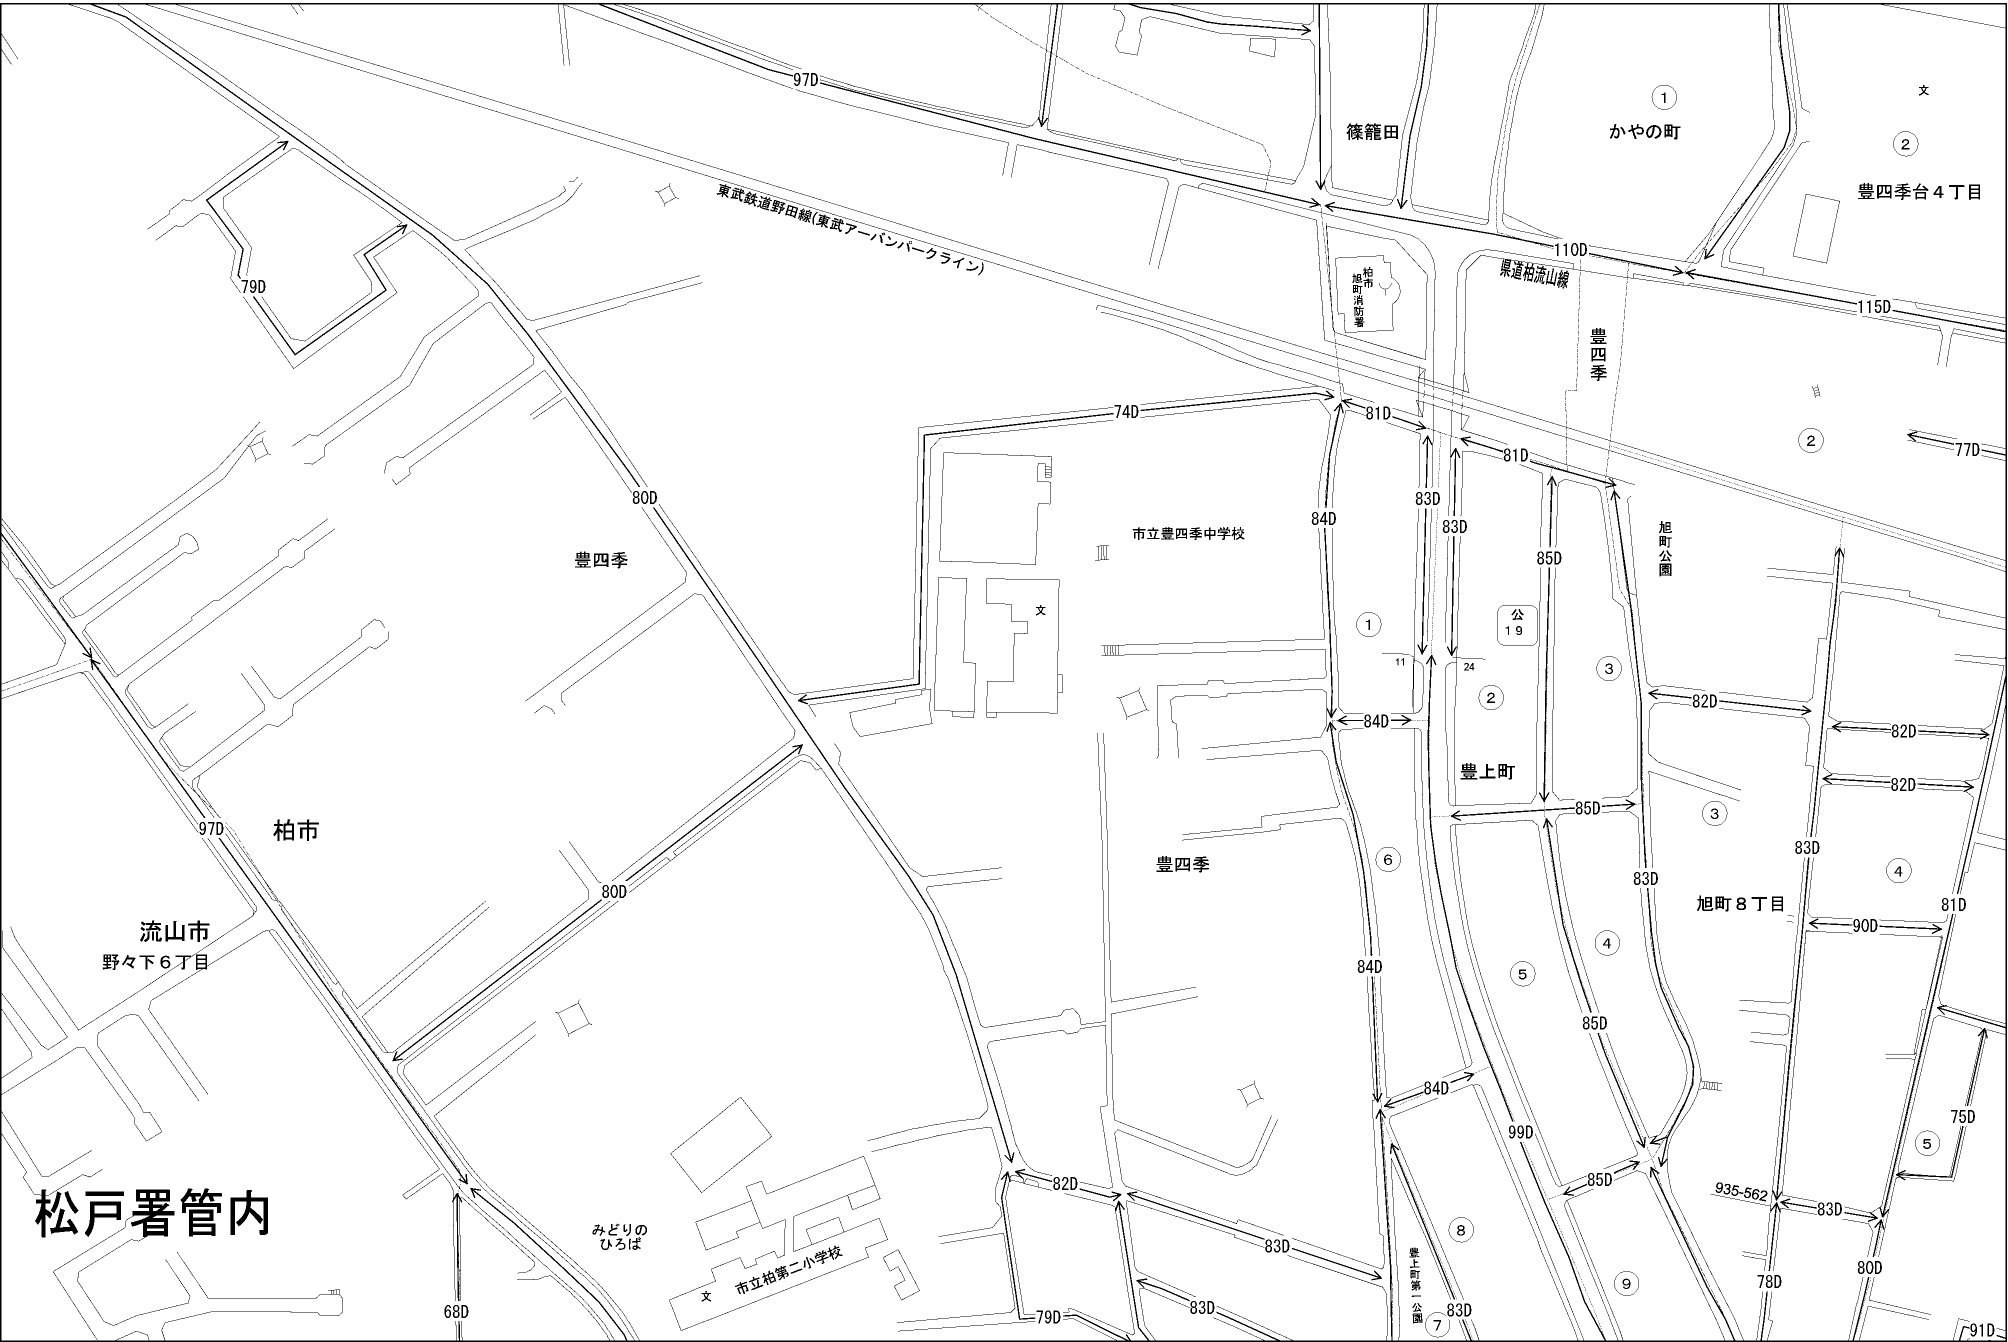 97D
篠籠田
①
かやの町
文
②
豊四季台４丁目
東武鉄道野田線(東武アーバンパークライン)
79D
柏市
旭町消防署
110D
県道柏流山線
115D
豊四季
74D
81D
81D
②
77D
80D
84D
83D
83D
85D
市立豊四季中学校
旭町公園
豊四季
文
①
公
19
③
11
24
②
84D
82D
82D
豊上町
82D
85D
③
97D
柏市
豊四季
⑥
83D
83D
④
80D
流山市
野々下６丁目
旭町８丁目
81D
90D
84D
④
⑤
85D
84D
99D
75D
⑤
松戸署管内
82D
85D
935-562
83D
みどりの
ひろば
83D
⑧
市立柏第二小学校
文
豊上町第一公園
⑨
78D
80D
68D
79D
83D
⑦
83D
91D